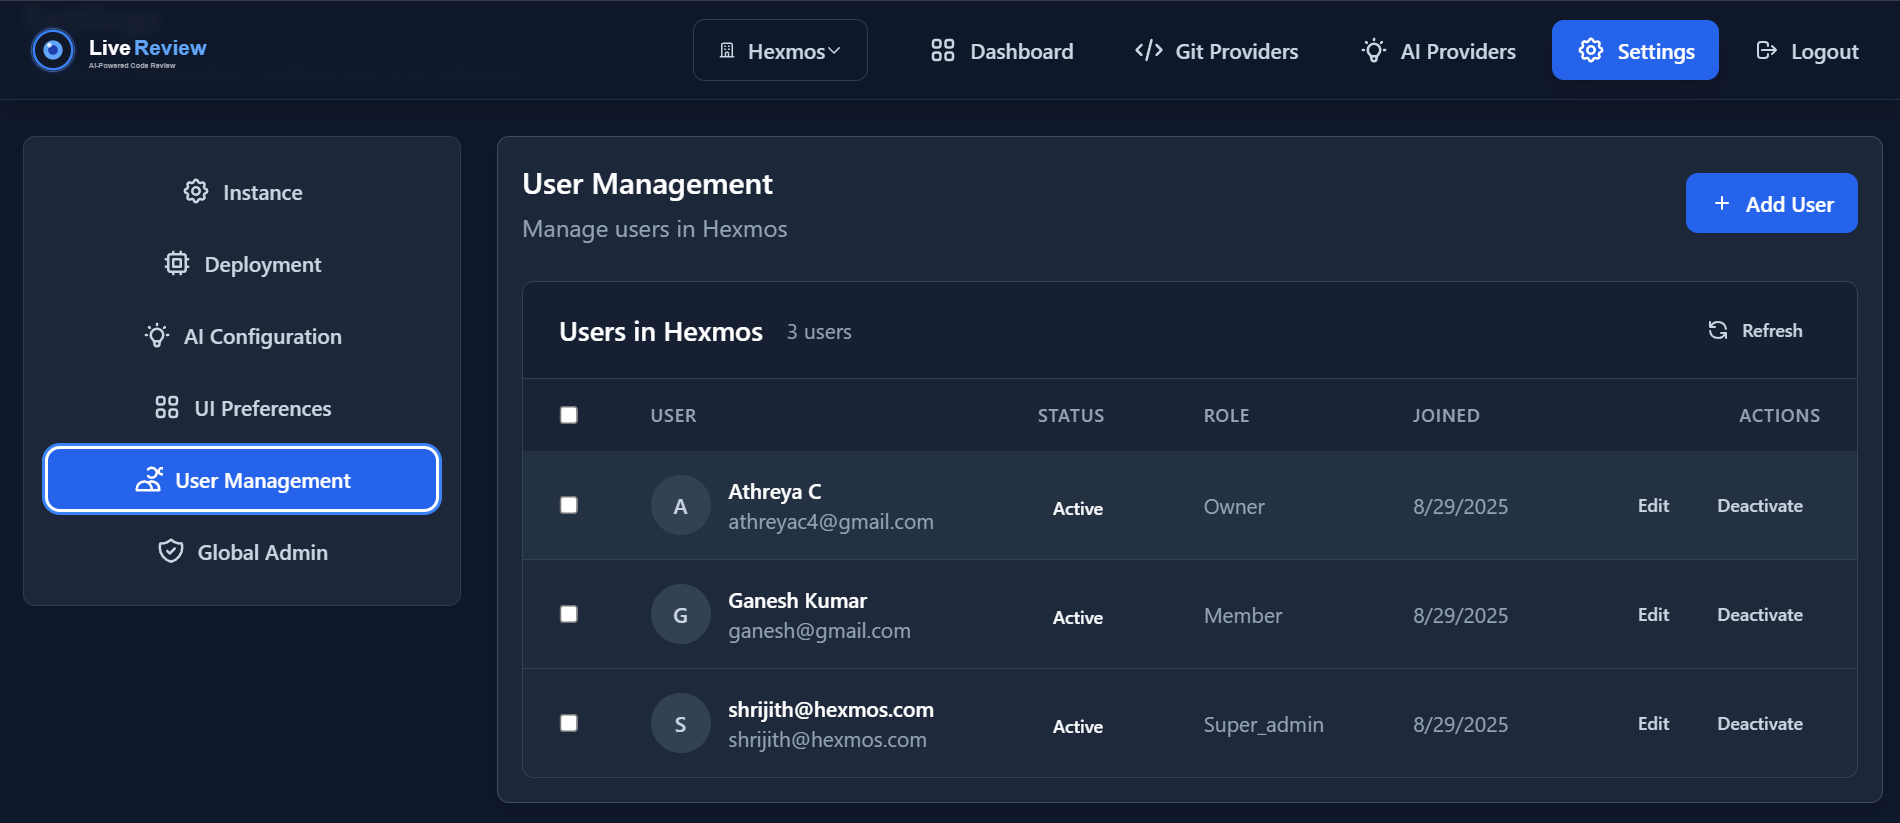 LiveReview
AI-Powered Code Review
Hexmos
Dashboard
Git Providers
AI Providers
Settings
Logout
Instance
Deployment
AI Configuration
UI Preferences
User Management
Global Admin
User Management
Manage users in Hexmos
Add User
Users in Hexmos 3 users
Refresh
USER STATUS ROLE JOINED ACTIONS
Athreya C
athreyac4@gmail.com
Active Owner 8/29/2025 Edit Deactivate
Ganesh Kumar
ganesh@gmail.com
Active Member 8/29/2025 Edit Deactivate
shrijith@hexmos.com
shrijith@hexmos.com
Active Super_admin 8/29/2025 Edit Deactivate